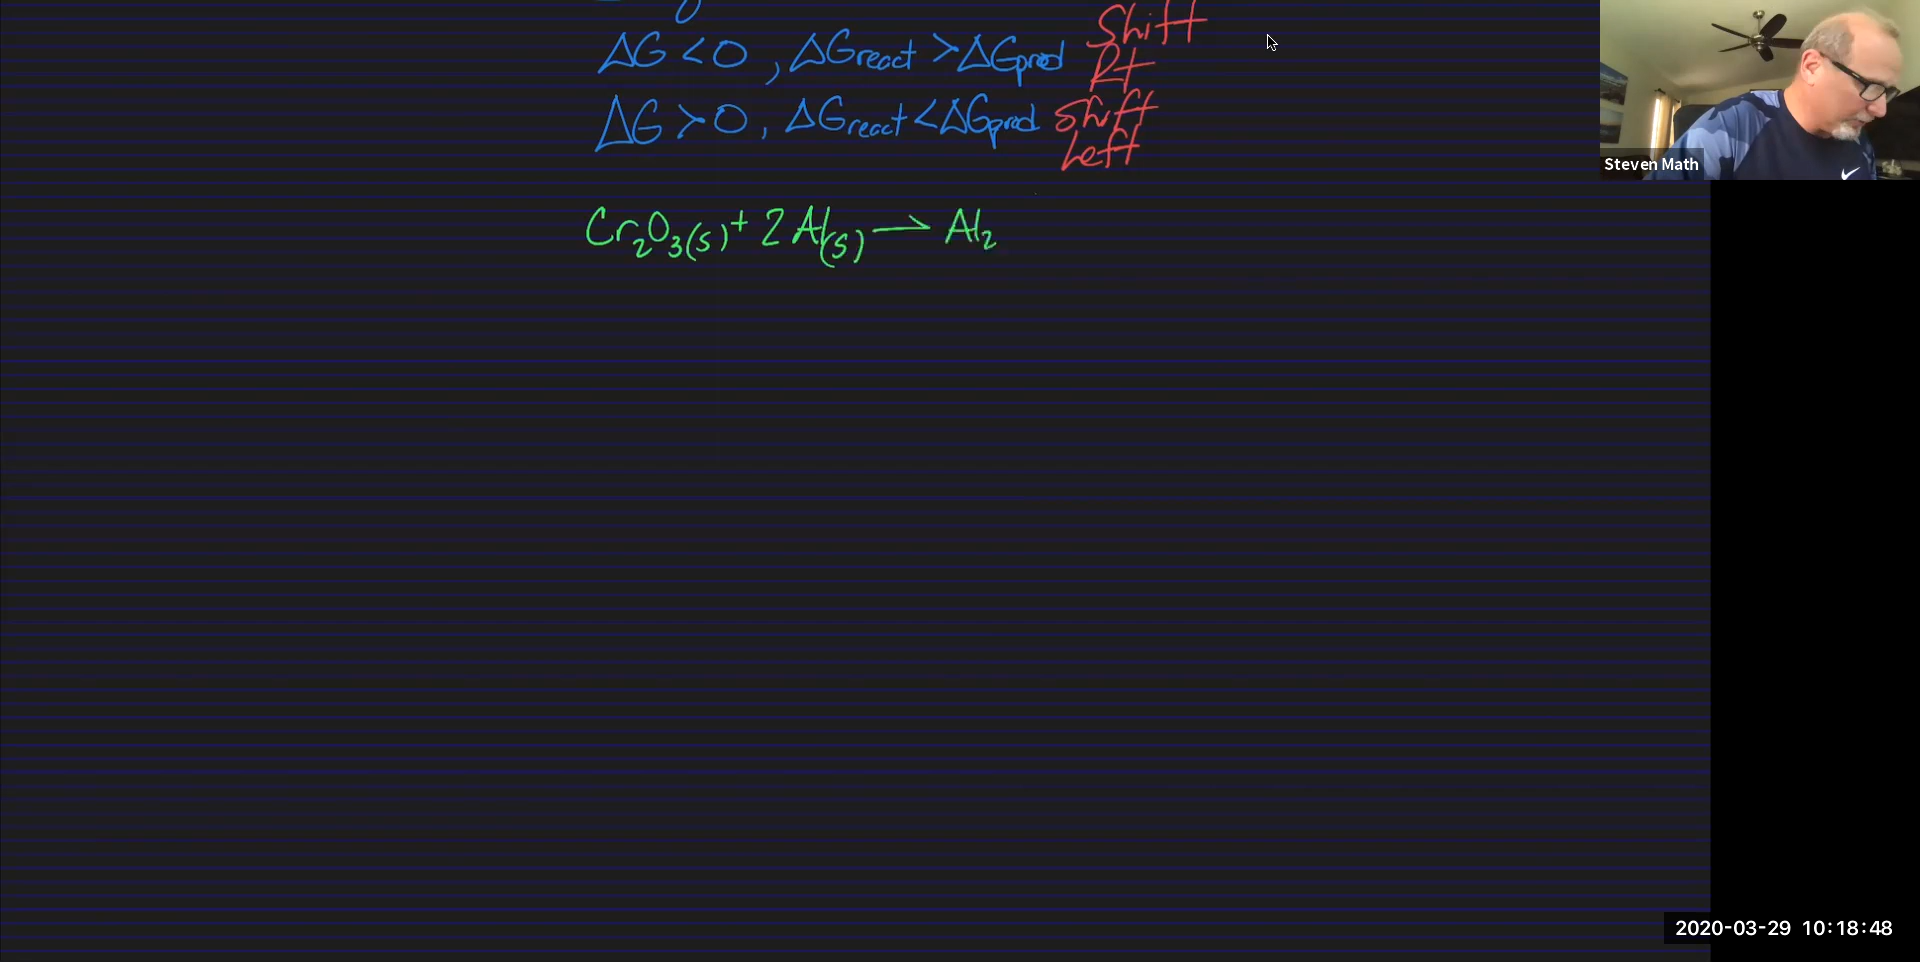 ΔG < 0 , ΔGreact > ΔGprod Shift Rt
ΔG > 0 , ΔGreact < ΔGprod Shift Left
Cr₂O₃(s) + 2 Al(s) → Al₂
Steven Math
2020-03-29 10:18:48